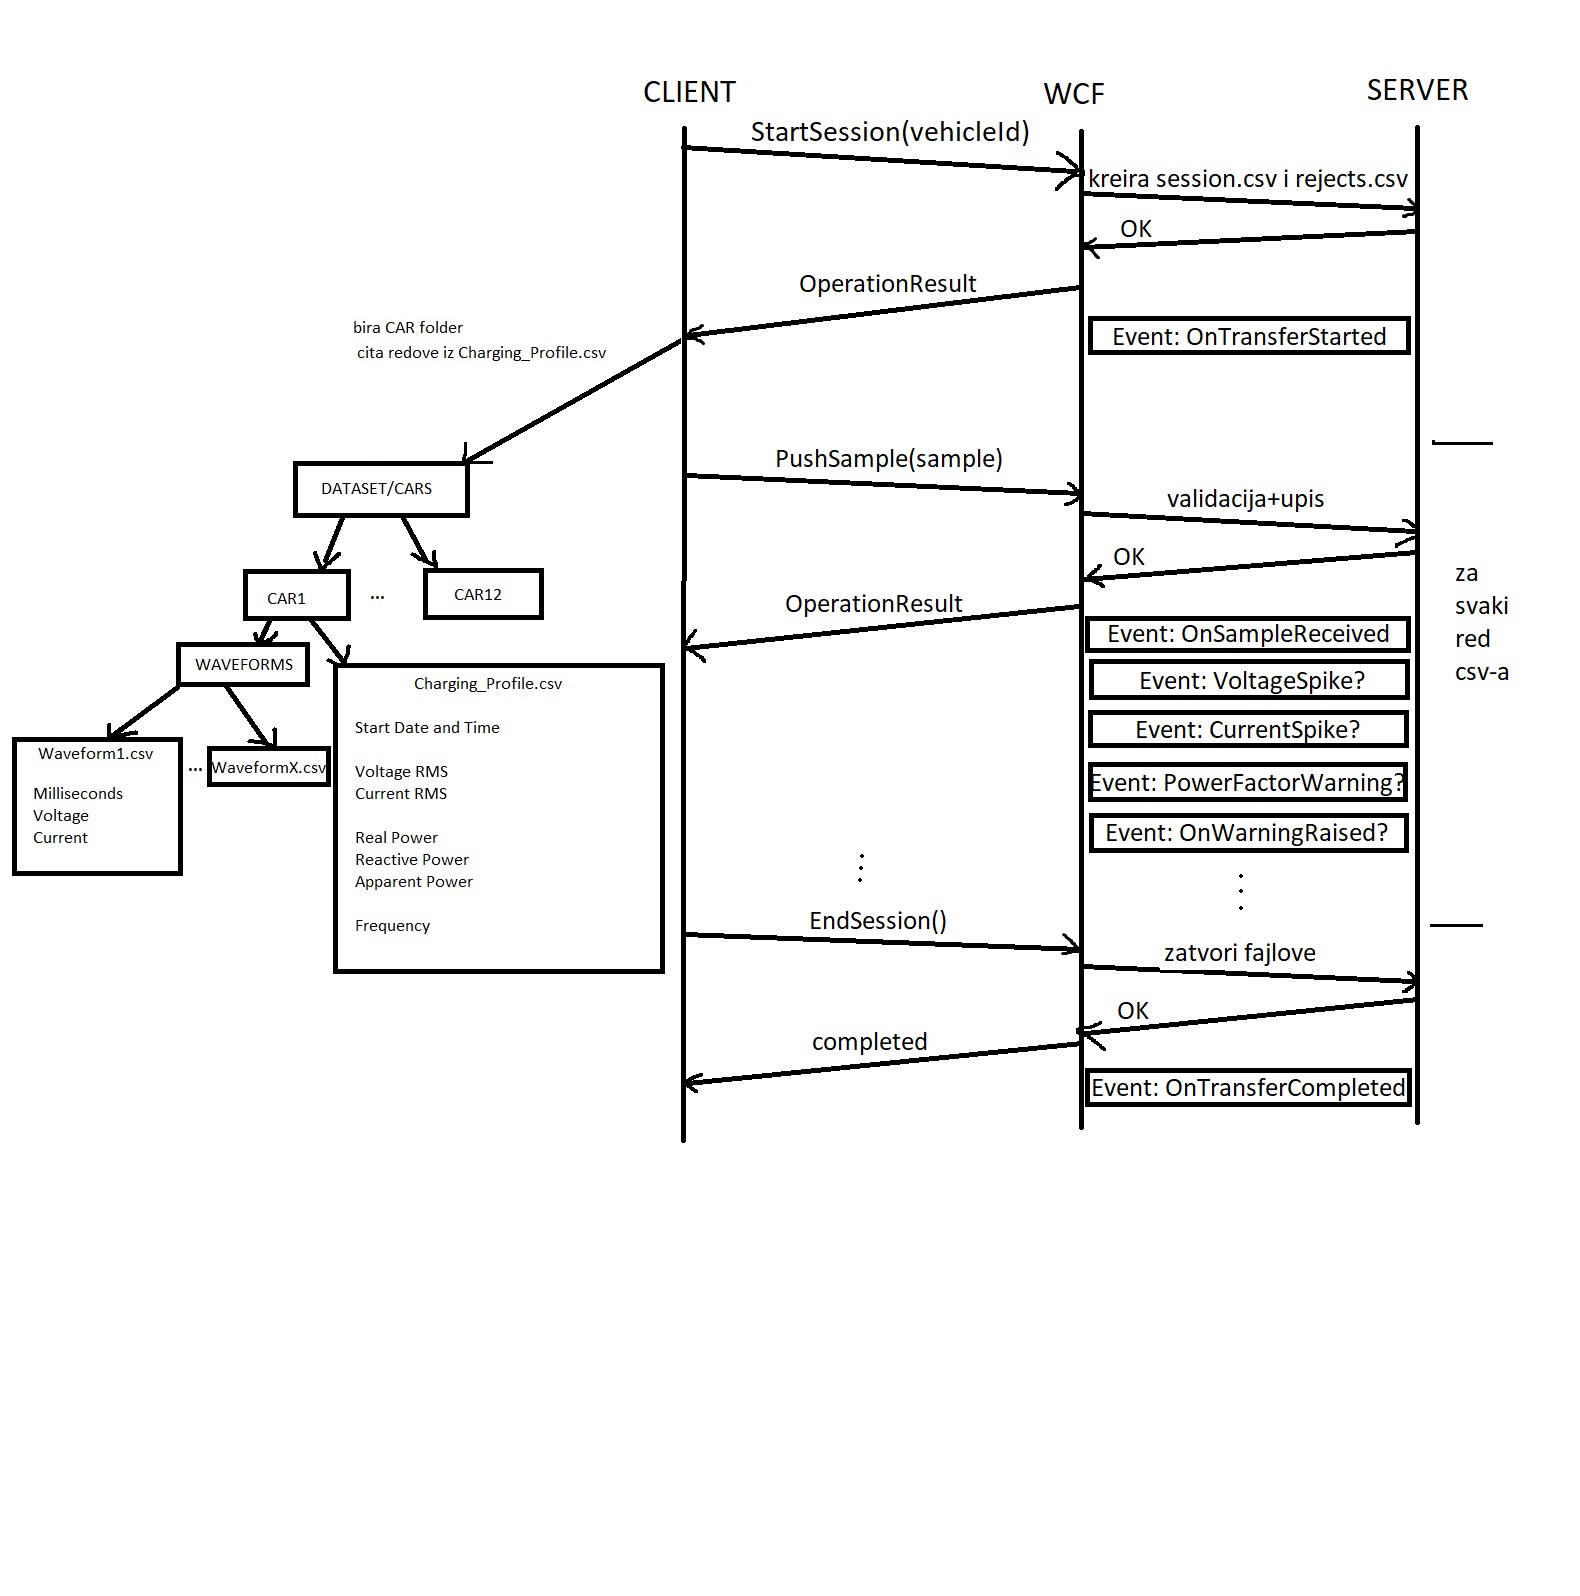 CLIENT
WCF
SERVER
StartSession(vehicleId)
kreira session.csv i rejects.csv
OK
OperationResult
Event: OnTransferStarted
bira CAR folder
cita redove iz Charging_Profile.csv
DATASET/CARS
CAR1
...
CAR12
WAVEFORMS
Waveform1.csv
Milliseconds
Voltage
Current
...
WaveformX.csv
Charging_Profile.csv
Start Date and Time
Voltage RMS
Current RMS
Real Power
Reactive Power
Apparent Power
Frequency
PushSample(sample)
validacija+upis
OK
OperationResult
Event: OnSampleReceived
Event: VoltageSpike?
Event: CurrentSpike?
Event: PowerFactorWarning?
Event: OnWarningRaised?
za
svaki
red
csv-a
EndSession()
zatvori fajlove
OK
completed
Event: OnTransferCompleted